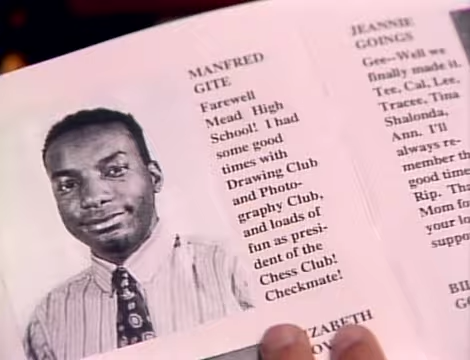 MANFRED
GITE
Farewell
Mead High
School! I had
some good
times with
Drawing Club
and Photo-
graphy Club,
and loads of
fun as presi-
dent of the
Chess Club!
Checkmate!
JEANNIE
GOINGS
Gee--Well we
finally made it.
Tee, Cal, Lee,
Tracee, Tina
Shalonda,
Ann. I'll
always re-
member th
good time
Rip. Tha
Mom fo
your lo
suppo
ZABETH
BIL
G